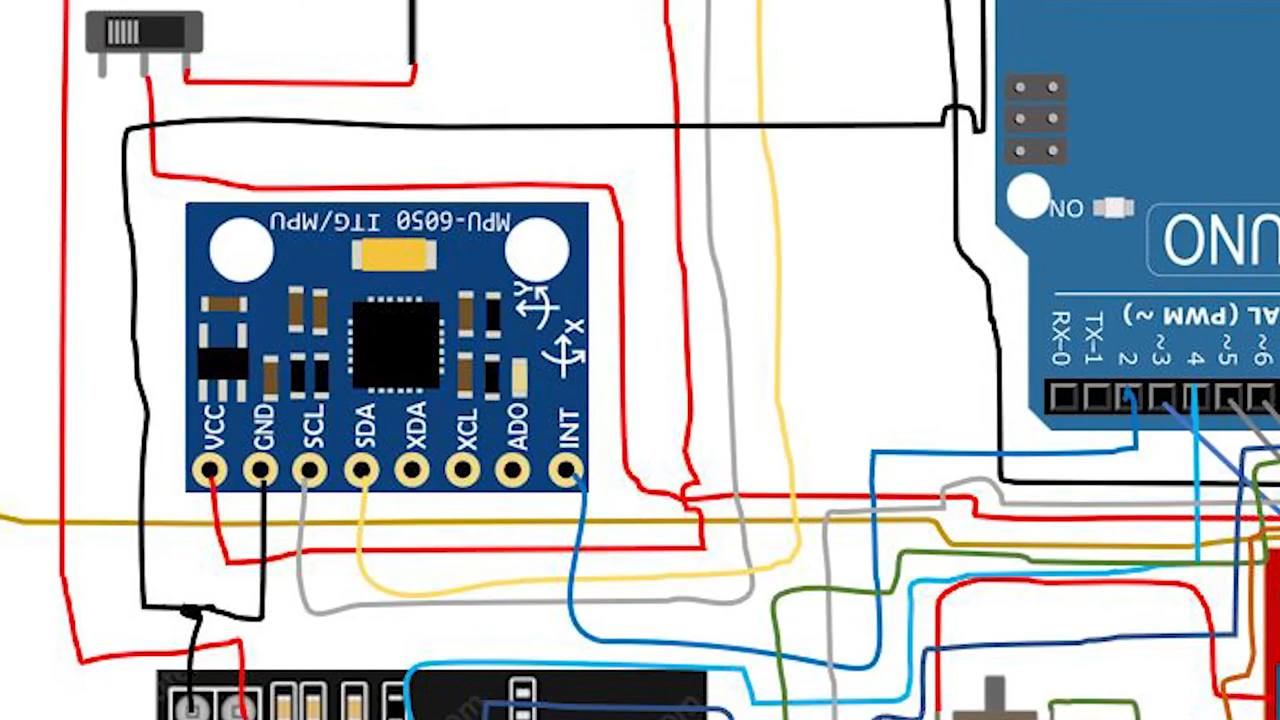 MPU-6050 ITG/MPU
Y
X
VCC GND SCL SDA XDA XCL ADO INT
ON
UNO
AL (PWM ~)
RX-0 TX-1 2 ~3 4 ~5 ~6